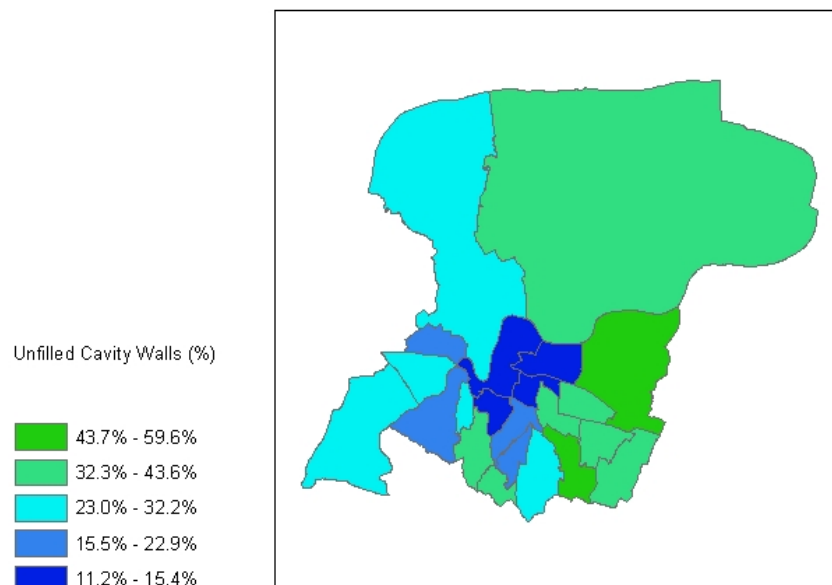 Unfilled Cavity Walls (%)
43.7% - 59.6%
32.3% - 43.6%
23.0% - 32.2%
15.5% - 22.9%
11.2% - 15.4%